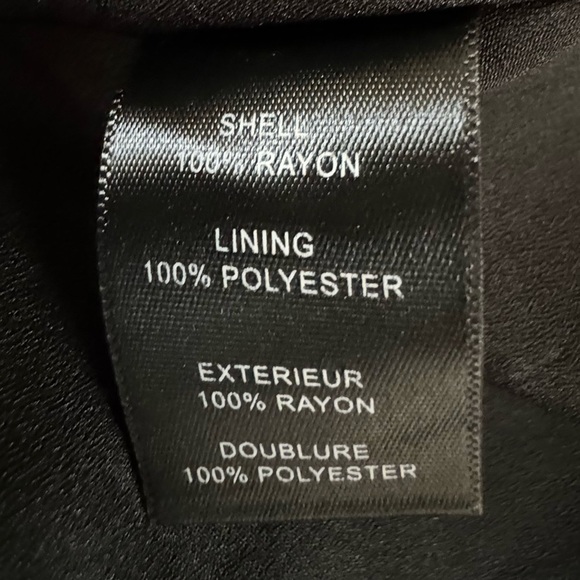 SHELL
100% RAYON
LINING
100% POLYESTER
EXTERIEUR
100% RAYON
DOUBLURE
100% POLYESTER